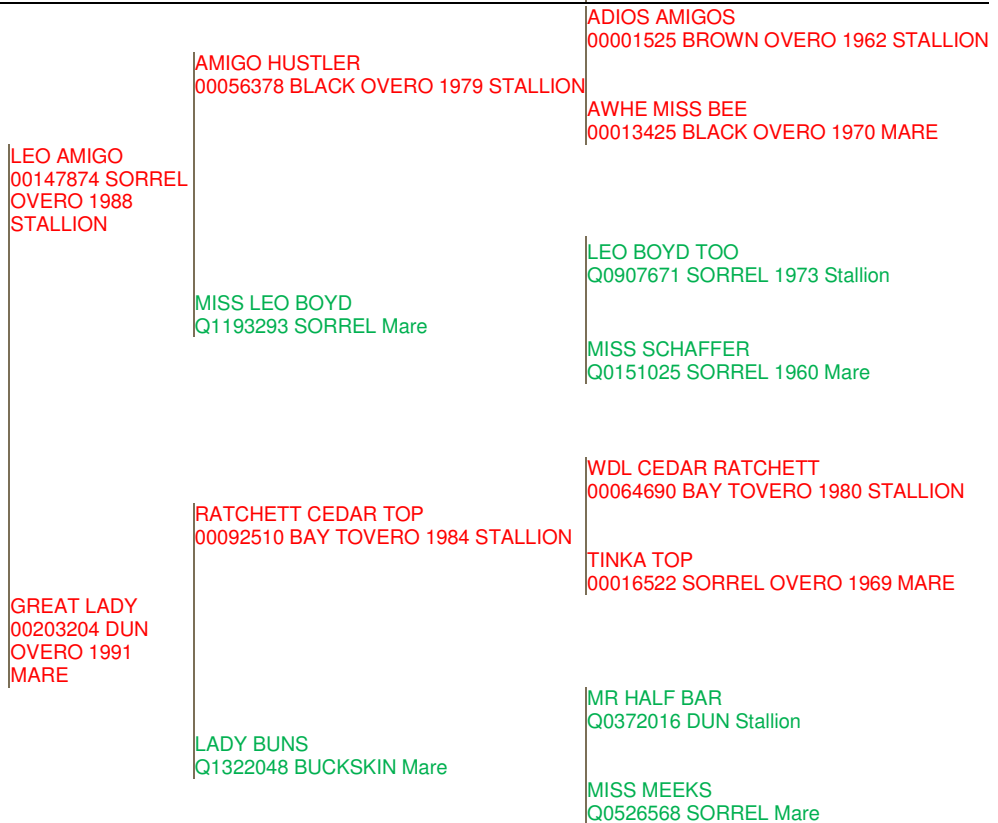 ADIOS AMIGOS
00001525 BROWN OVERO 1962 STALLION
AMIGO HUSTLER
00056378 BLACK OVERO 1979 STALLION
AWHE MISS BEE
00013425 BLACK OVERO 1970 MARE
LEO AMIGO
00147874 SORREL
OVERO 1988
STALLION
LEO BOYD TOO
Q0907671 SORREL 1973 Stallion
MISS LEO BOYD
Q1193293 SORREL Mare
MISS SCHAFFER
Q0151025 SORREL 1960 Mare
WDL CEDAR RATCHETT
00064690 BAY TOVERO 1980 STALLION
RATCHETT CEDAR TOP
00092510 BAY TOVERO 1984 STALLION
TINKA TOP
00016522 SORREL OVERO 1969 MARE
GREAT LADY
00203204 DUN
OVERO 1991
MARE
MR HALF BAR
Q0372016 DUN Stallion
LADY BUNS
Q1322048 BUCKSKIN Mare
MISS MEEKS
Q0526568 SORREL Mare